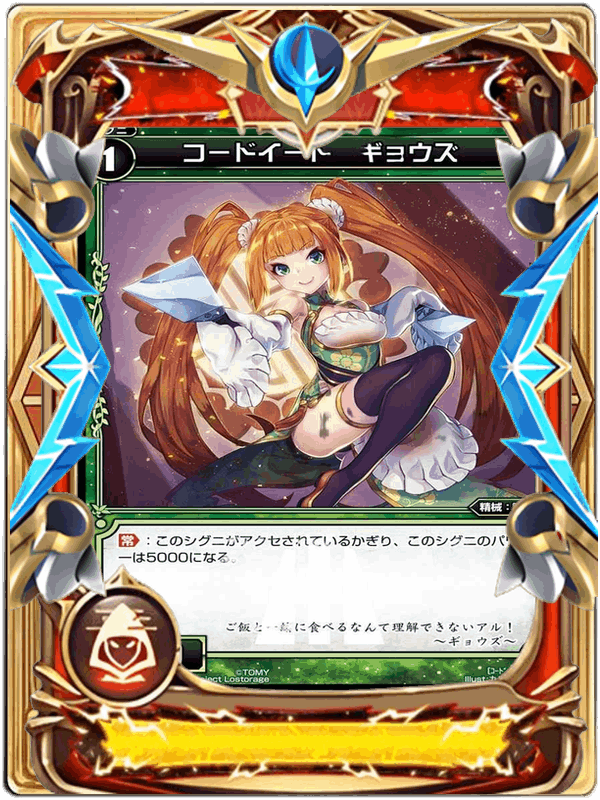 1
コードイート ギョウズ
精械：
常：このシグニがアクセされているかぎり、このシグニのパ
ーは5000になる。
ご飯と一緒に食べるなんて理解できないアル！
～ギョウズ～
©TOMY
ject Lostorage
Illust.